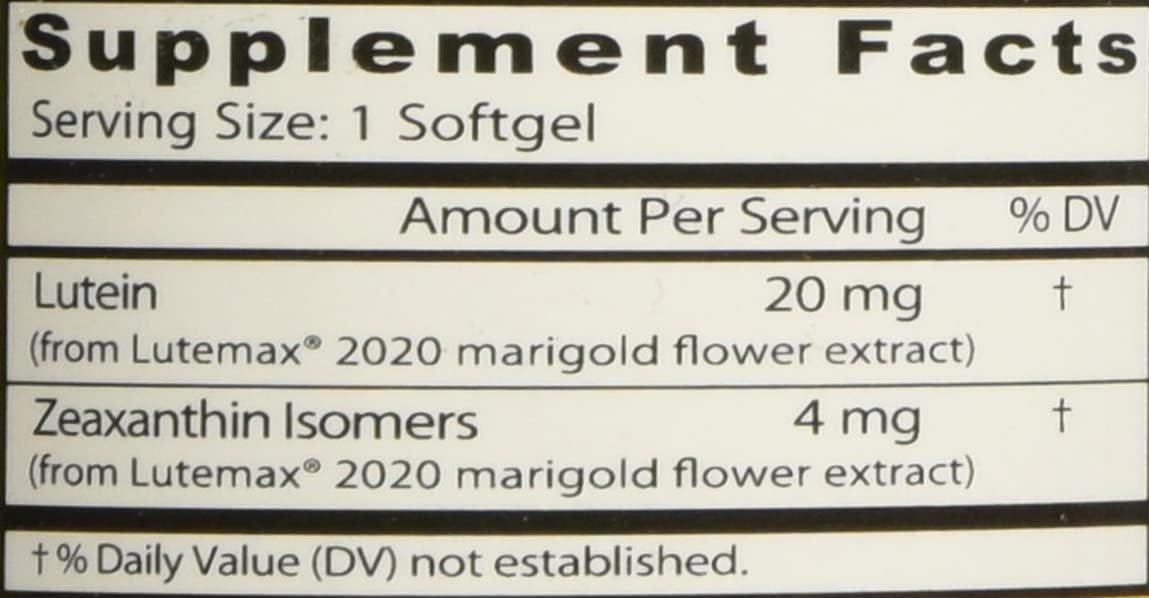 Supplement Facts
Serving Size: 1 Softgel
Amount Per Serving % DV
Lutein 20 mg †
(from Lutemax® 2020 marigold flower extract)
Zeaxanthin Isomers 4 mg †
(from Lutemax® 2020 marigold flower extract)
† % Daily Value (DV) not established.